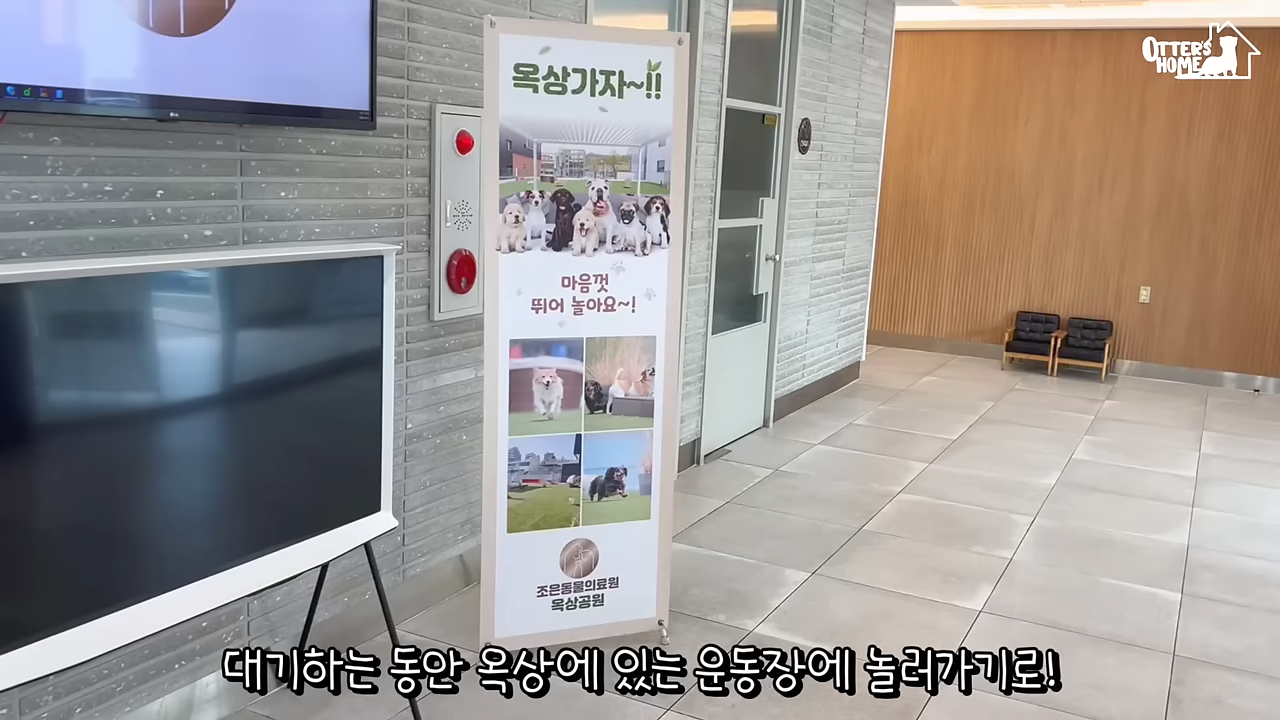 OTTER'S
HOME
LG
옥상가자~!!
마음껏
뛰어 놀아요~!
조은동물의료원
옥상공원
대기하는 동안 옥상에 있는 운동장에 놀러가기로!